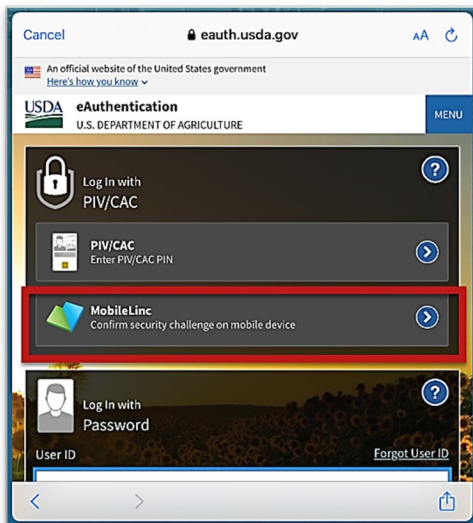 Cancel eauth.usda.gov AA
An official website of the United States government
Here's how you know
USDA eAuthentication
U.S. DEPARTMENT OF AGRICULTURE
MENU
Log In with
PIV/CAC
?
PIV/CAC
Enter PIV/CAC PIN
MobileLinc
Confirm security challenge on mobile device
Log In with
Password
?
User ID Forgot User ID